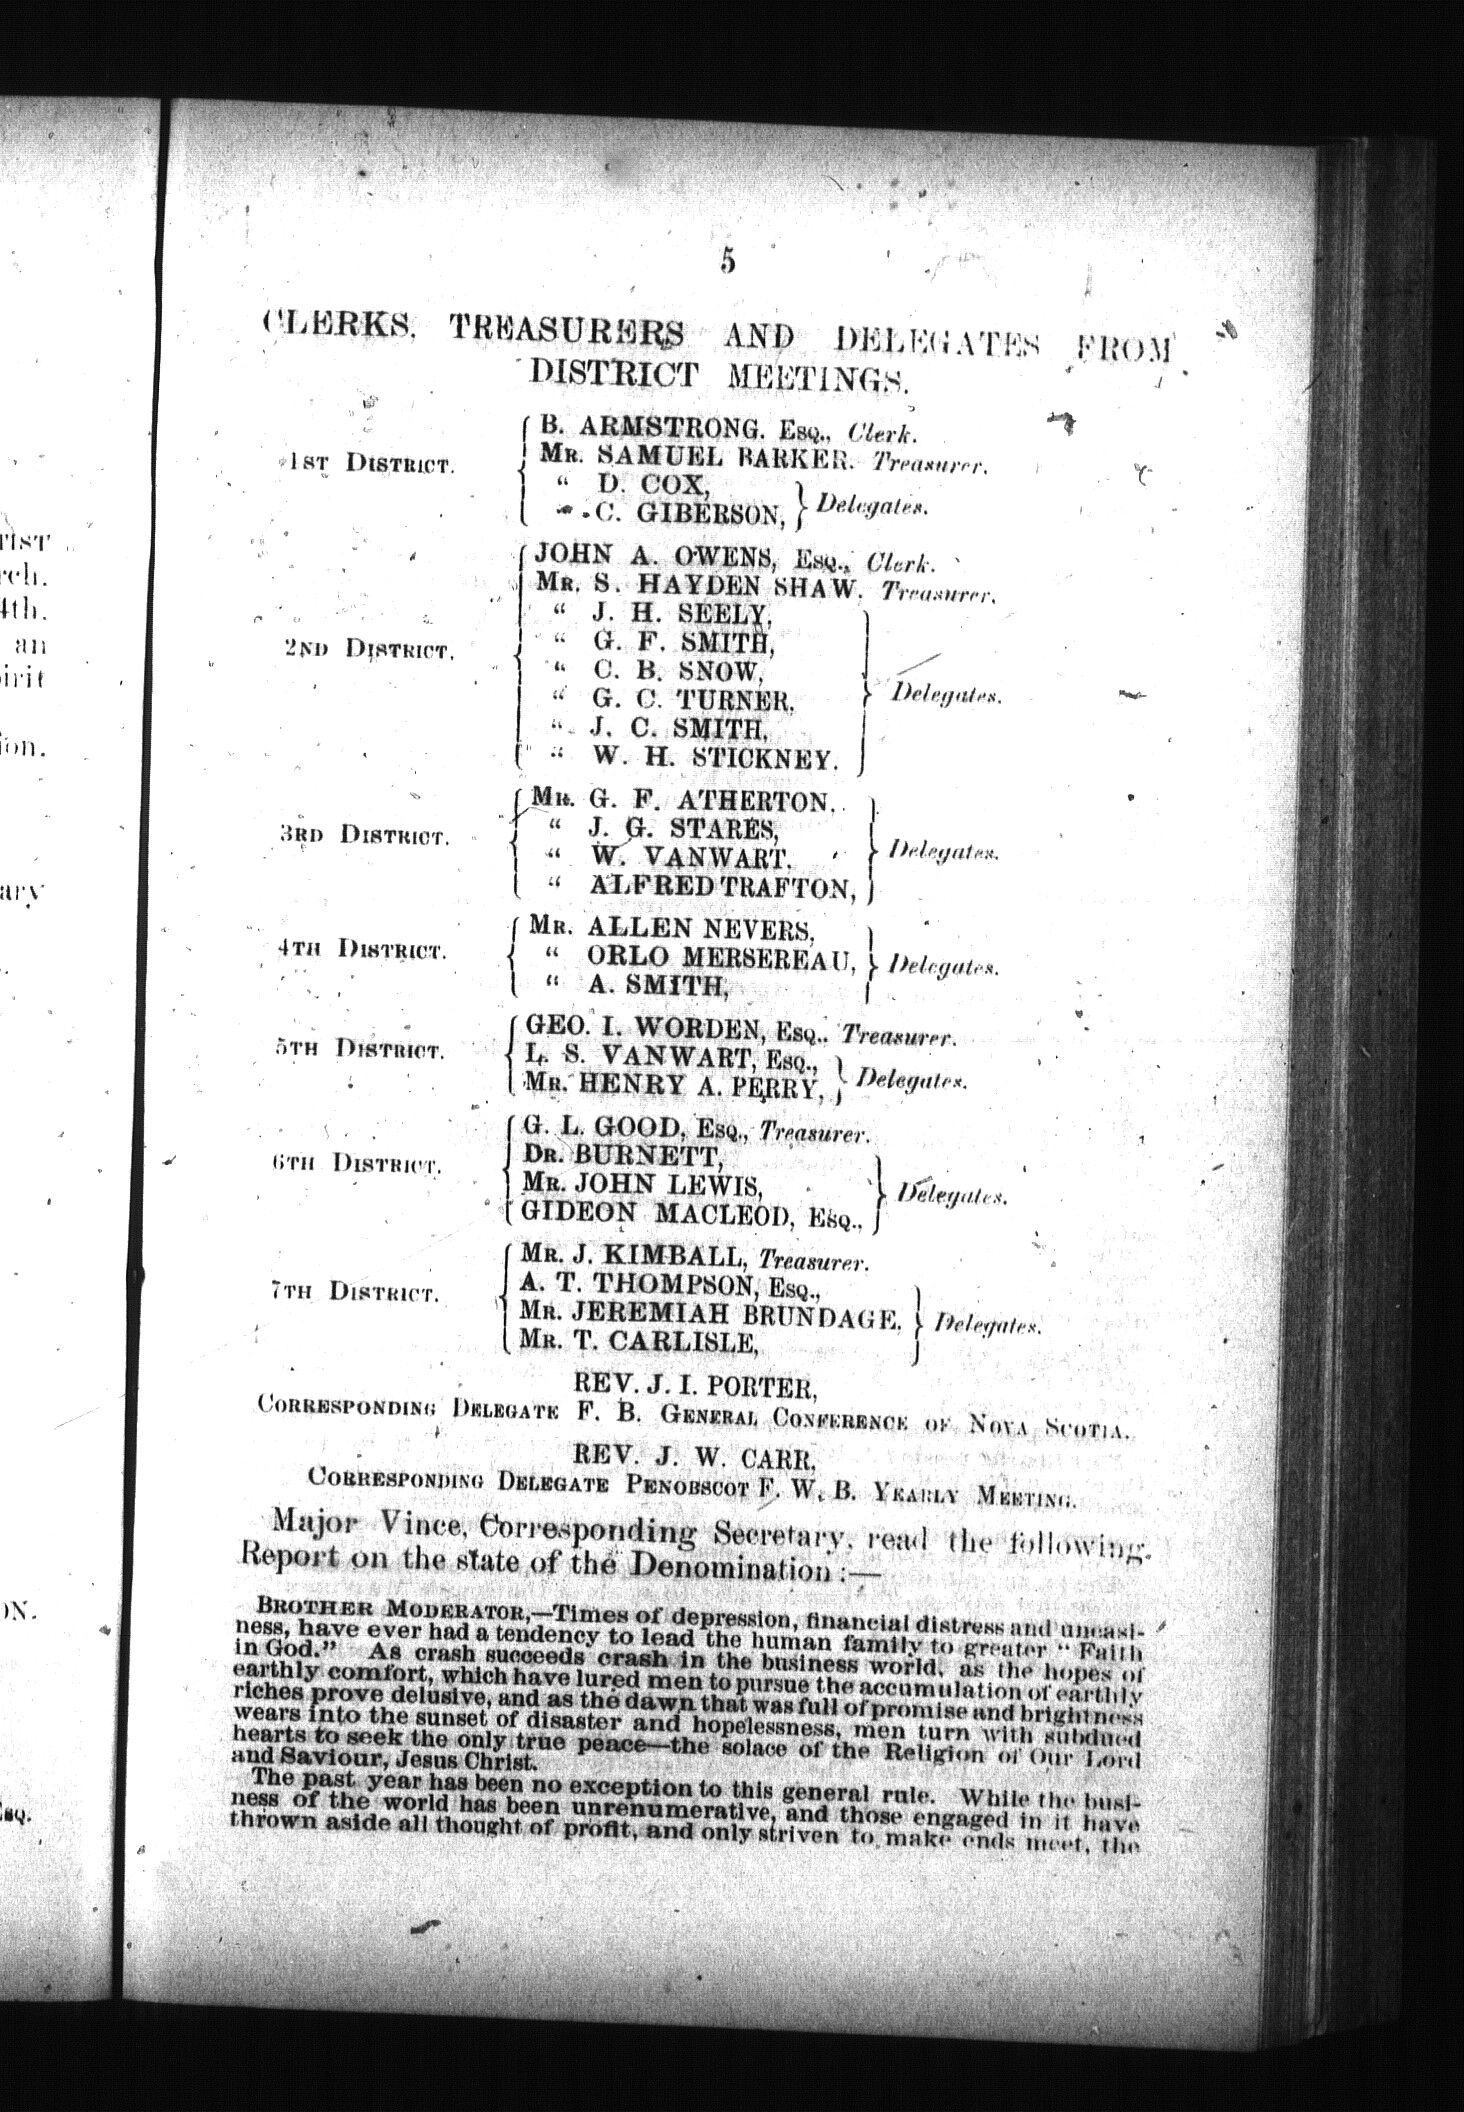 5
CLERKS, TREASURERS AND DELEGATES FROM
DISTRICT MEETINGS.
1ST DISTRICT.
B. ARMSTRONG, ESQ., Clerk.
MR. SAMUEL BARKER, Treasurer.
“ D. COX,
“ C. GIBERSON,
Delegates.
2ND DISTRICT.
JOHN A. OWENS, ESQ., Clerk.
MR. S. HAYDEN SHAW, Treasurer.
“ J. H. SEELY,
“ G. F. SMITH,
“ C. B. SNOW,
“ G. C. TURNER,
“ J. C. SMITH,
“ W. H. STICKNEY.
Delegates.
3RD DISTRICT.
MR. G. F. ATHERTON,
“ J. G. STARES,
“ W. VANWART,
“ ALFRED TRAFTON,
Delegates.
4TH DISTRICT.
MR. ALLEN NEVERS,
“ ORLO MERSEREAU,
“ A. SMITH,
Delegates.
5TH DISTRICT.
GEO. I. WORDEN, ESQ., Treasurer.
L. S. VANWART, ESQ.,
MR. HENRY A. PERRY,
Delegates.
6TH DISTRICT.
G. L. GOOD, ESQ., Treasurer.
DR. BURNETT,
MR. JOHN LEWIS,
GIDEON MACLEOD, ESQ.,
Delegates.
7TH DISTRICT.
MR. J. KIMBALL, Treasurer.
A. T. THOMPSON, ESQ.,
MR. JEREMIAH BRUNDAGE,
MR. T. CARLISLE,
Delegates.
REV. J. I. PORTER,
CORRESPONDING DELEGATE F. B. GENERAL CONFERENCE OF NOVA SCOTIA.
REV. J. W. CARR,
CORRESPONDING DELEGATE PENOBSCOT F. W. B. YEARLY MEETING.
Major Vince, Corresponding Secretary, read the following
Report on the state of the Denomination :—
BROTHER MODERATOR,—Times of depression, financial distress and uneasi-
ness, have ever had a tendency to lead the human family to greater “ Faith
in God.” As crash succeeds crash in the business world, as the hopes of
earthly comfort, which have lured men to pursue the accumulation of earthly
riches prove delusive, and as the dawn that was full of promise and brightness
wears into the sunset of disaster and hopelessness, men turn with subdued
hearts to seek the only true peace—the solace of the Religion of Our Lord
and Saviour, Jesus Christ.
The past year has been no exception to this general rule. While the busi-
ness of the world has been unrenumerative, and those engaged in it have
thrown aside all thought of profit, and only striven to make ends meet, the